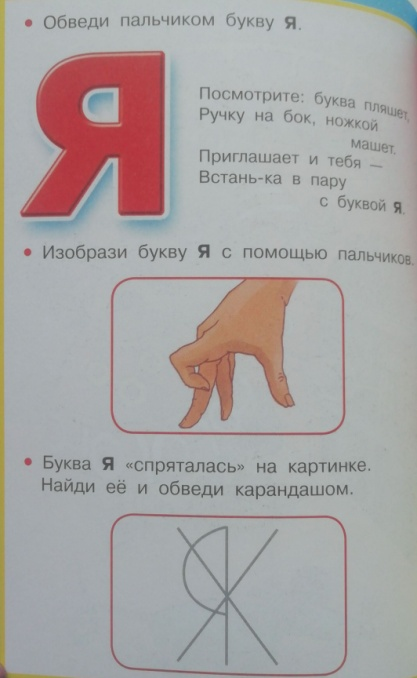 • Обведи пальчиком букву Я.
Я
Посмотрите: буква пляшет,
Ручку на бок, ножкой
машет.
Приглашает и тебя —
Встань-ка в пару
с буквой Я.
• Изобрази букву Я с помощью пальчиков.
• Буква Я «спряталась» на картинке.
Найди её и обведи карандашом.